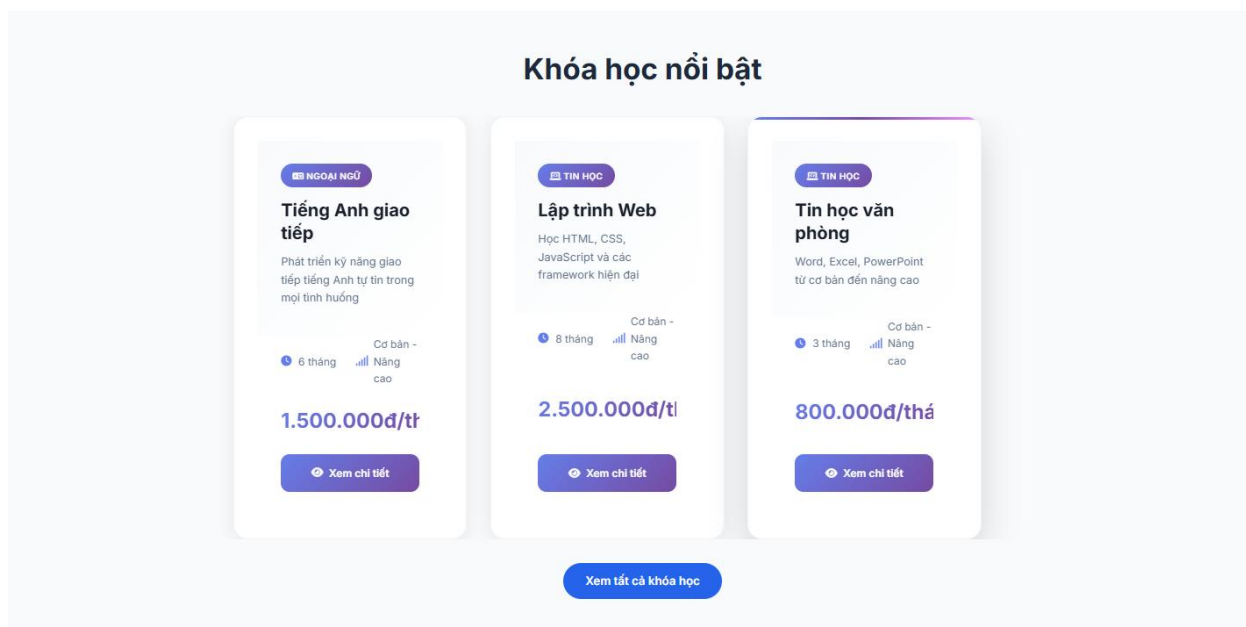 Khóa học nổi bật
NGOẠI NGỮ
Tiếng Anh giao
tiếp
Phát triển kỹ năng giao
tiếp tiếng Anh tự tin trong
mọi tình huống
6 tháng
Cơ bản -
Nâng
cao
1.500.000đ/th
Xem chi tiết
TIN HỌC
Lập trình Web
Học HTML, CSS,
JavaScript và các
framework hiện đại
8 tháng
Cơ bản -
Nâng
cao
2.500.000đ/t
Xem chi tiết
TIN HỌC
Tin học văn
phòng
Word, Excel, PowerPoint
từ cơ bản đến nâng cao
3 tháng
Cơ bản -
Nâng
cao
800.000đ/thá
Xem chi tiết
Xem tất cả khóa học